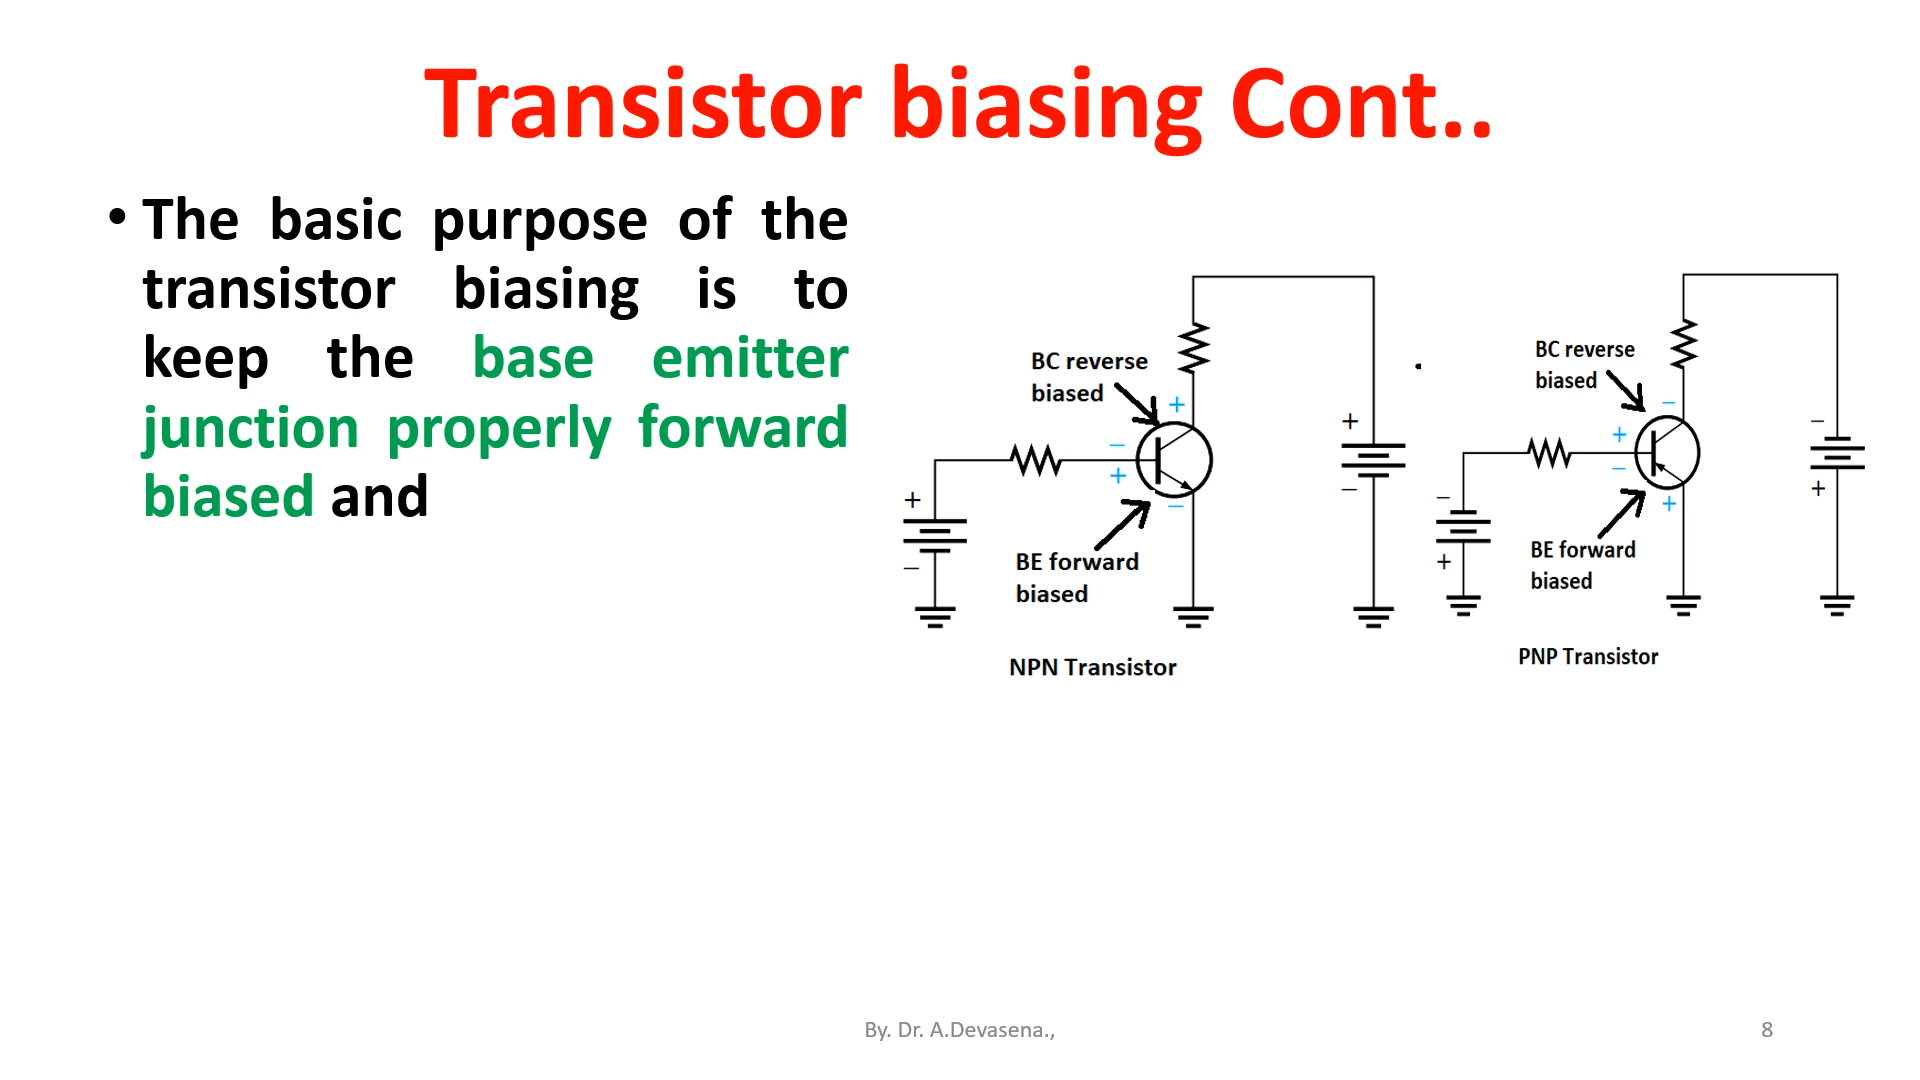 Transistor biasing Cont..
• The basic purpose of the
transistor biasing is to
keep the base emitter
junction properly forward
biased and
BC reverse
biased
+
−
+
−
+
−
+
−
BE forward
biased
NPN Transistor
BC reverse
biased
−
+
−
+
−
+
−
+
BE forward
biased
PNP Transistor
By. Dr. A.Devasena.,
8